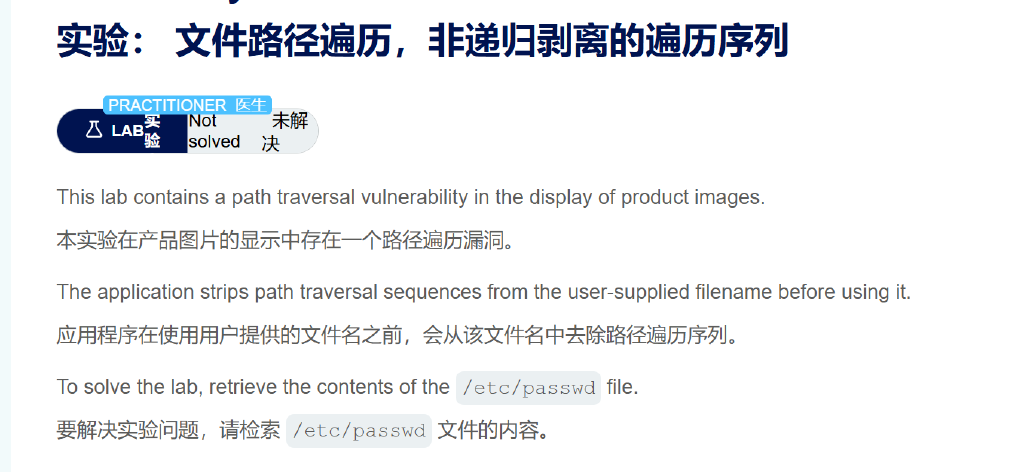 实验： 文件路径遍历，非递归剥离的遍历序列
PRACTITIONER 医生
LAB 实验
Not solved 未解决
This lab contains a path traversal vulnerability in the display of product images.
本实验在产品图片的显示中存在一个路径遍历漏洞。
The application strips path traversal sequences from the user-supplied filename before using it.
应用程序在使用用户提供的文件名之前，会从该文件名中去除路径遍历序列。
To solve the lab, retrieve the contents of the /etc/passwd file.
要解决实验问题，请检索 /etc/passwd 文件的内容。